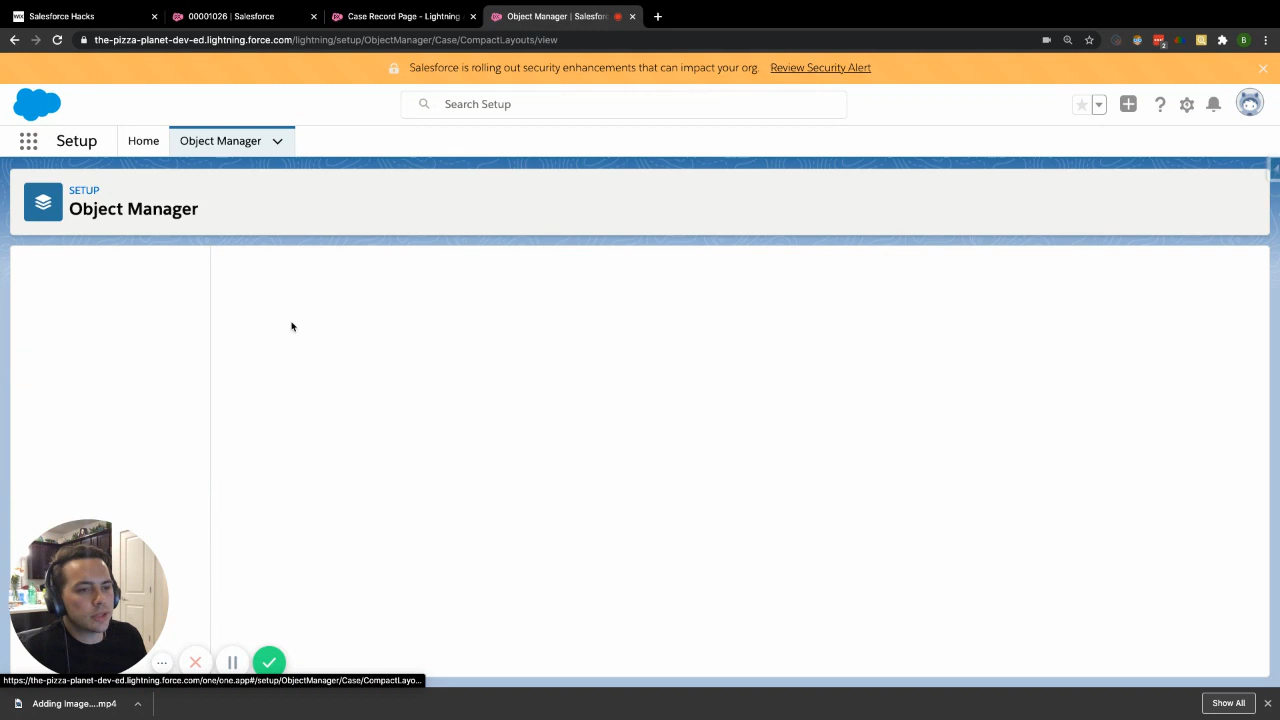 Salesforce Hacks
00001026 | Salesforce
Case Record Page - Lightning
Object Manager | Salesforc
the-pizza-planet-dev-ed.lightning.force.com/lightning/setup/ObjectManager/Case/CompactLayouts/view
Salesforce is rolling out security enhancements that can impact your org. Review Security Alert
Search Setup
Setup
Home
Object Manager
SETUP
Object Manager
https://the-pizza-planet-dev-ed.lightning.force.com/one/one.app#/setup/ObjectManager/Case/CompactLayo...
Adding Image....mp4
Show All